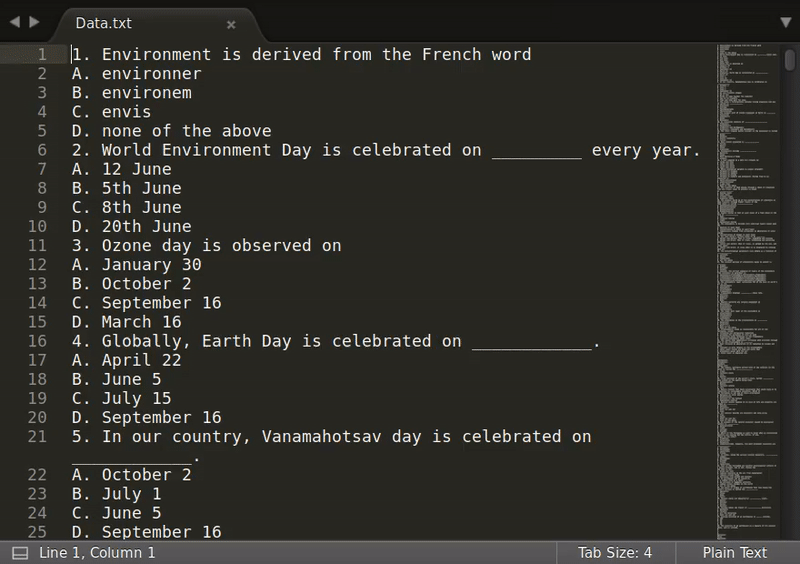 Data.txt
1 1. Environment is derived from the French word
2 A. environner
3 B. environem
4 C. envis
5 D. none of the above
6 2. World Environment Day is celebrated on _________ every year.
7 A. 12 June
8 B. 5th June
9 C. 8th June
10 D. 20th June
11 3. Ozone day is observed on
12 A. January 30
13 B. October 2
14 C. September 16
15 D. March 16
16 4. Globally, Earth Day is celebrated on ____________.
17 A. April 22
18 B. June 5
19 C. July 15
20 D. September 16
21 5. In our country, Vanamahotsav day is celebrated on
____________.
22 A. October 2
23 B. July 1
24 C. June 5
25 D. September 16
Line 1, Column 1 Tab Size: 4 Plain Text